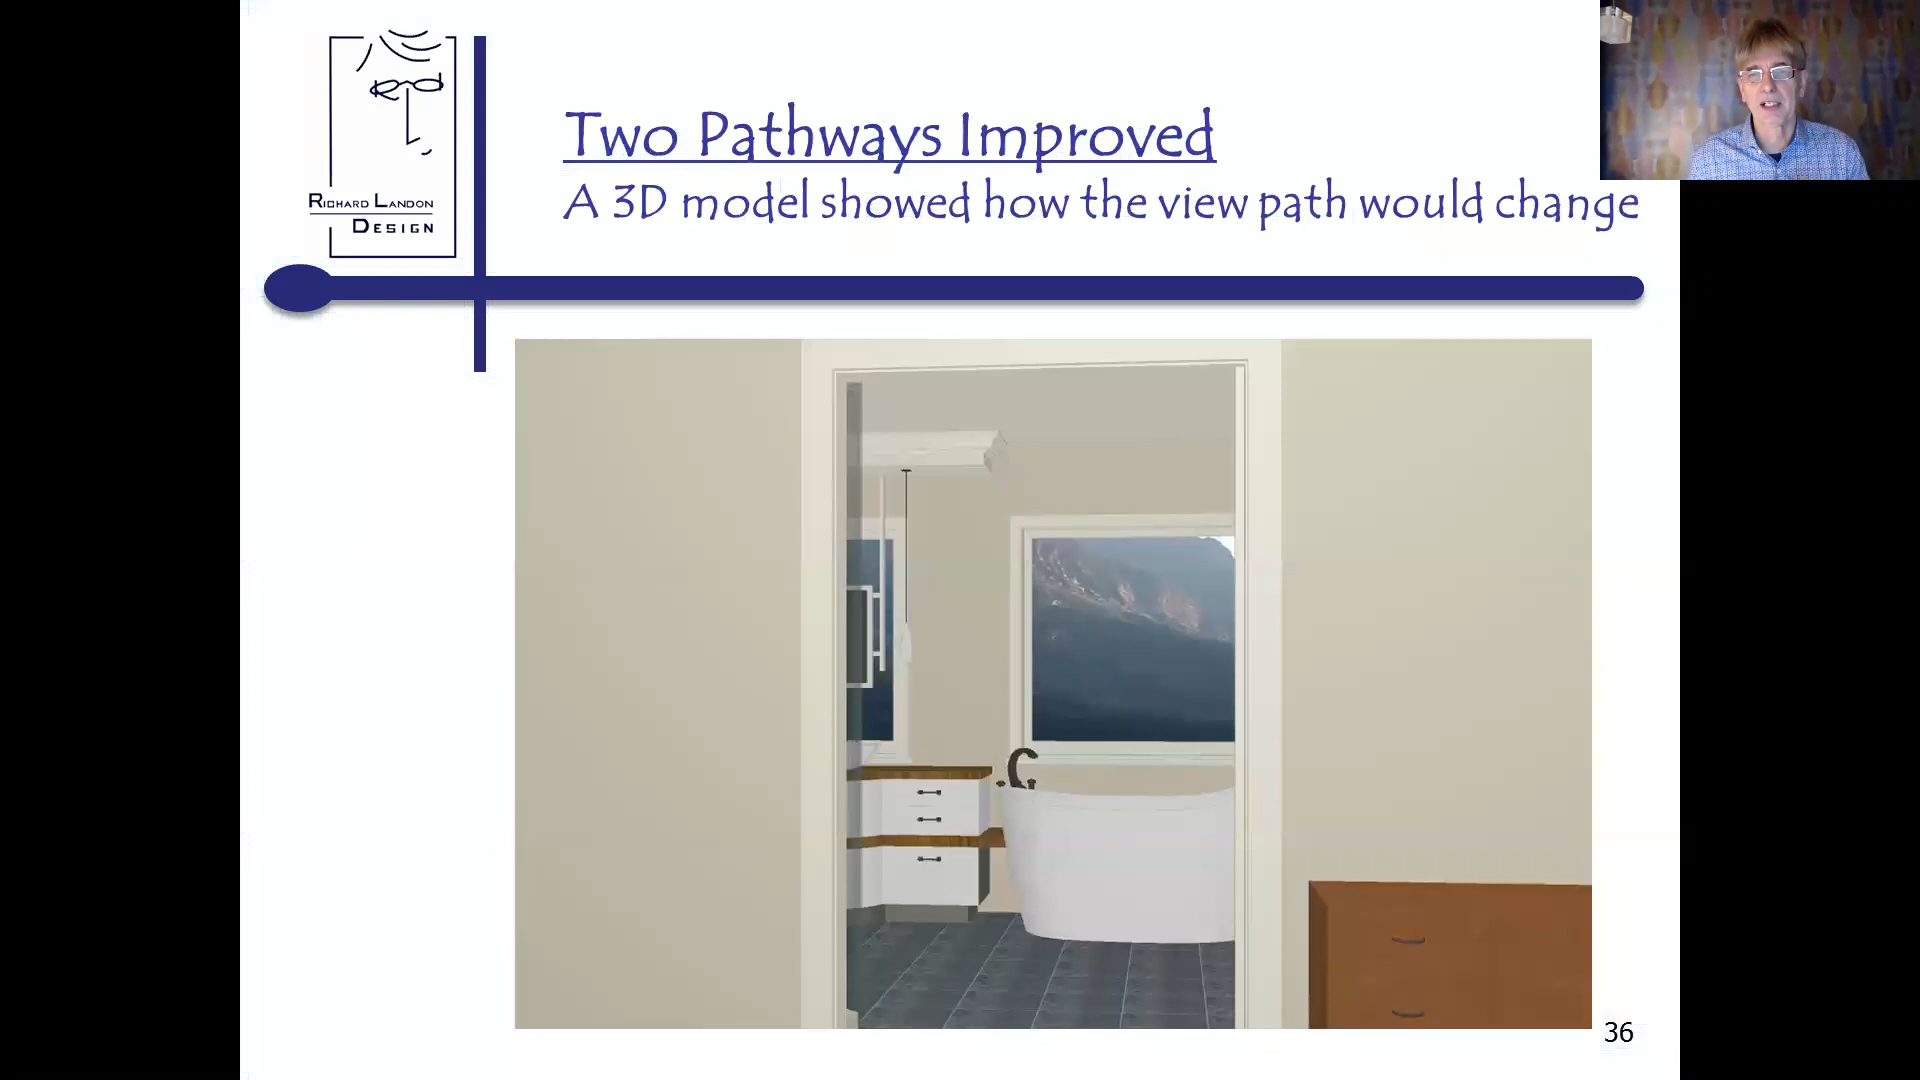 RICHARD LANDON
DESIGN
Two Pathways Improved
A 3D model showed how the view path would change
36